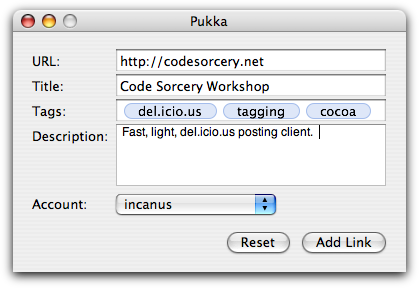 Pukka
URL: http://codesorcery.net
Title: Code Sorcery Workshop
Tags: del.icio.us tagging cocoa
Description: Fast, light, del.icio.us posting client.
Account: incanus
Reset Add Link